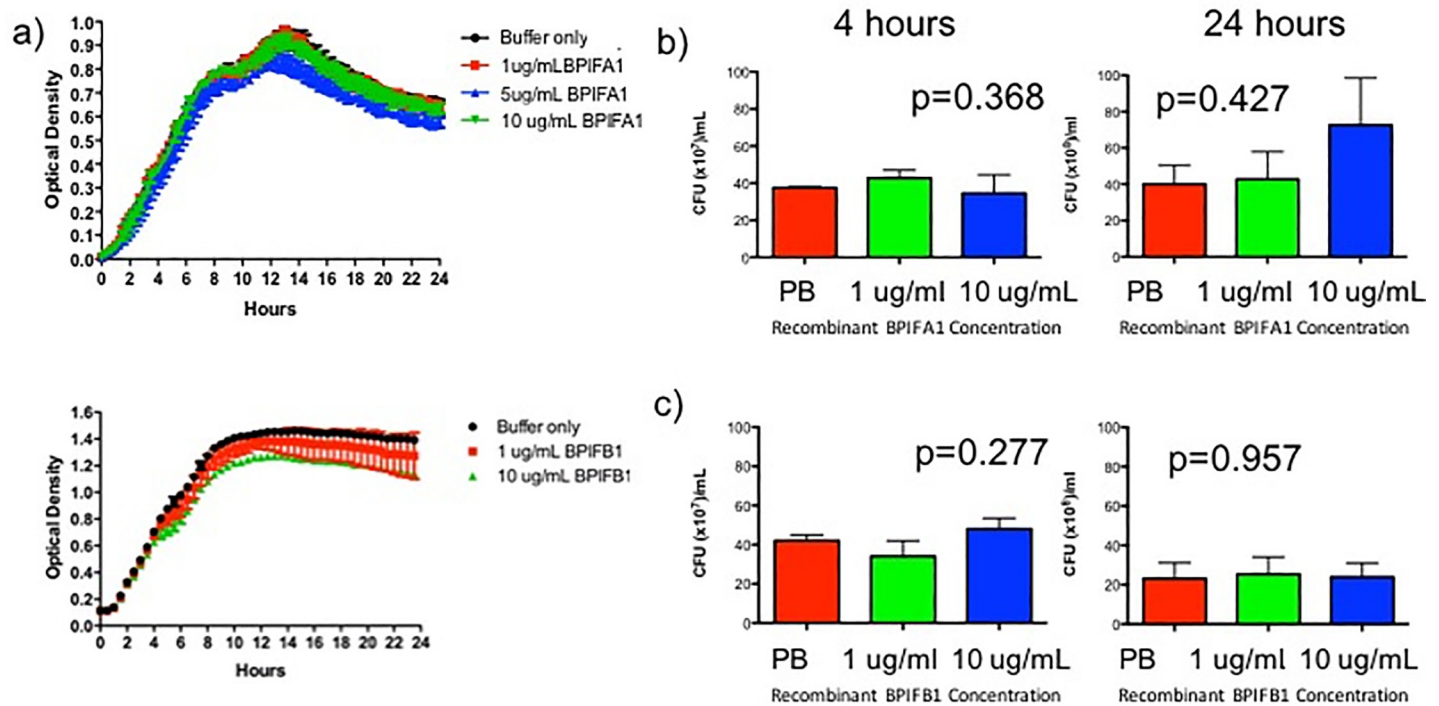 a)
1.0
0.9
0.8
0.7
0.6
0.5
0.4
0.3
0.2
0.1
0.0
Optical Density
0 2 4 6 8 10 12 14 16 18 20 22 24
Hours
Buffer only
1ug/mLBPIFA1
5ug/mL BPIFA1
10 ug/mL BPIFA1
1.6
1.4
1.2
1.0
0.8
0.6
0.4
0.2
0.0
Optical Density
0 2 4 6 8 10 12 14 16 18 20 22 24
Hours
Buffer only
1 ug/mL BPIFB1
10 ug/mL BPIFB1
b)
4 hours
100
80
60
40
20
0
CFU (x10⁷)/mL
p=0.368
PB 1 ug/ml 10 ug/mL
Recombinant BPIFA1 Concentration
24 hours
100
80
60
40
20
0
CFU (x10)/ml
p=0.427
PB 1 ug/ml 10 ug/mL
Recombinant BPIFA1 Concentration
c)
100
80
60
40
20
0
CFU (x10⁷)/mL
p=0.277
PB 1 ug/ml 10 ug/mL
Recombinant BPIFB1 Concentration
100
80
60
40
20
0
CFU (x10)/ml
p=0.957
PB 1 ug/ml 10 ug/mL
Recombinant BPIFB1 Concentration